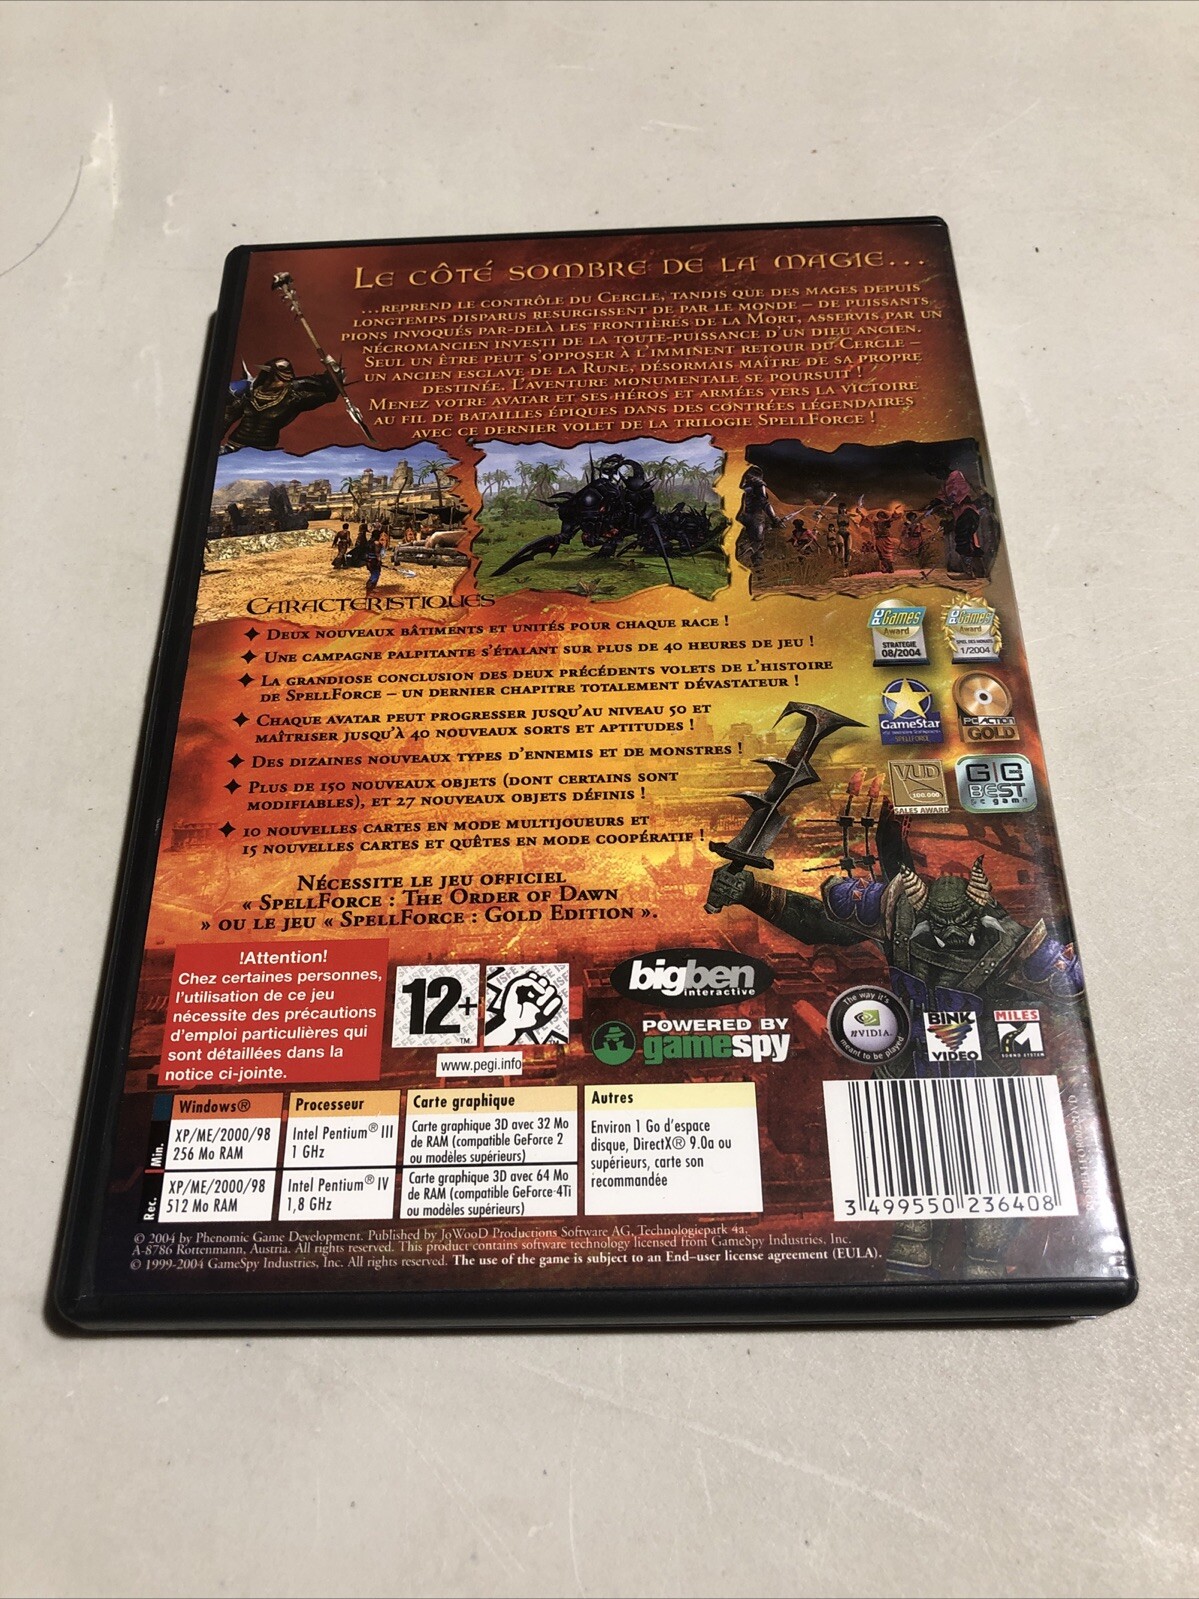 Le côté sombre de la magie...
...reprend le contrôle du Cercle, tandis que des mages depuis
longtemps disparus resurgissent de par le monde – de puissants
pions invoqués par-delà les frontières de la Mort, asservis par un
nécromancien investi de la toute-puissance d'un dieu ancien.
Seul un être peut s'opposer à l'imminent retour du Cercle –
un ancien esclave de la Rune, désormais maître de sa propre
destinée. L'aventure monumentale se poursuit !
Menez votre avatar et ses héros et armées vers la victoire
au fil de batailles épiques dans des contrées légendaires
avec ce dernier volet de la trilogie SpellForce !
Caractéristiques
Deux nouveaux bâtiments et unités pour chaque race !
Une campagne palpitante s'étalant sur plus de 40 heures de jeu !
La grandiose conclusion des deux précédents volets de l'histoire
de SpellForce – un dernier chapitre totalement dévastateur !
Chaque avatar peut progresser jusqu'au niveau 50 et
maîtriser jusqu'à 40 nouveaux sorts et aptitudes !
Des dizaines nouveaux types d'ennemis et de monstres !
Plus de 150 nouveaux objets (dont certains sont
modifiables), et 27 nouveaux objets définis !
10 nouvelles cartes en mode multijoueurs et
15 nouvelles cartes et quêtes en mode coopératif !
PC Games
Award
STRATEGIE
08/2004
PC Games
Award
SPIEL DES MONATS
1/2004
GameStar
SPELLFORCE
PC ACTION
GOLD
VUD
100.000
SALES AWARD
GIG
BEST
pc game
Nécessite le jeu officiel
« SpellForce : The Order of Dawn
» ou le jeu « SpellForce : Gold Edition ».
!Attention!
Chez certaines personnes,
l'utilisation de ce jeu
nécessite des précautions
d'emploi particulières qui
sont détaillées dans la
notice ci-jointe.
12+
TM
www.pegi.info
bigben
interactive
POWERED BY
gamespy
The way it's
nVIDIA
meant to be played
BINK
VIDEO
MILES
SOUND SYSTEM
Windows® Processeur Carte graphique Autres
Min.
XP/ME/2000/98
256 Mo RAM
Intel Pentium® III
1 GHz
Carte graphique 3D avec 32 Mo
de RAM (compatible GeForce 2
ou modèles supérieurs)
Environ 1 Go d'espace
disque, DirectX® 9.0a ou
supérieurs, carte son
recommandée
Rec.
XP/ME/2000/98
512 Mo RAM
Intel Pentium® IV
1,8 GHz
Carte graphique 3D avec 64 Mo
de RAM (compatible GeForce-4Ti
ou modèles supérieurs)
3 499550 236408
© 2004 by Phenomic Game Development. Published by JoWooD Productions Software AG, Technologiepark 4a,
A-8786 Rottenmann, Austria. All rights reserved. This product contains software technology licensed from GameSpy Industries, Inc.
© 1999-2004 GameSpy Industries, Inc. All rights reserved. The use of the game is subject to an End-user license agreement (EULA).